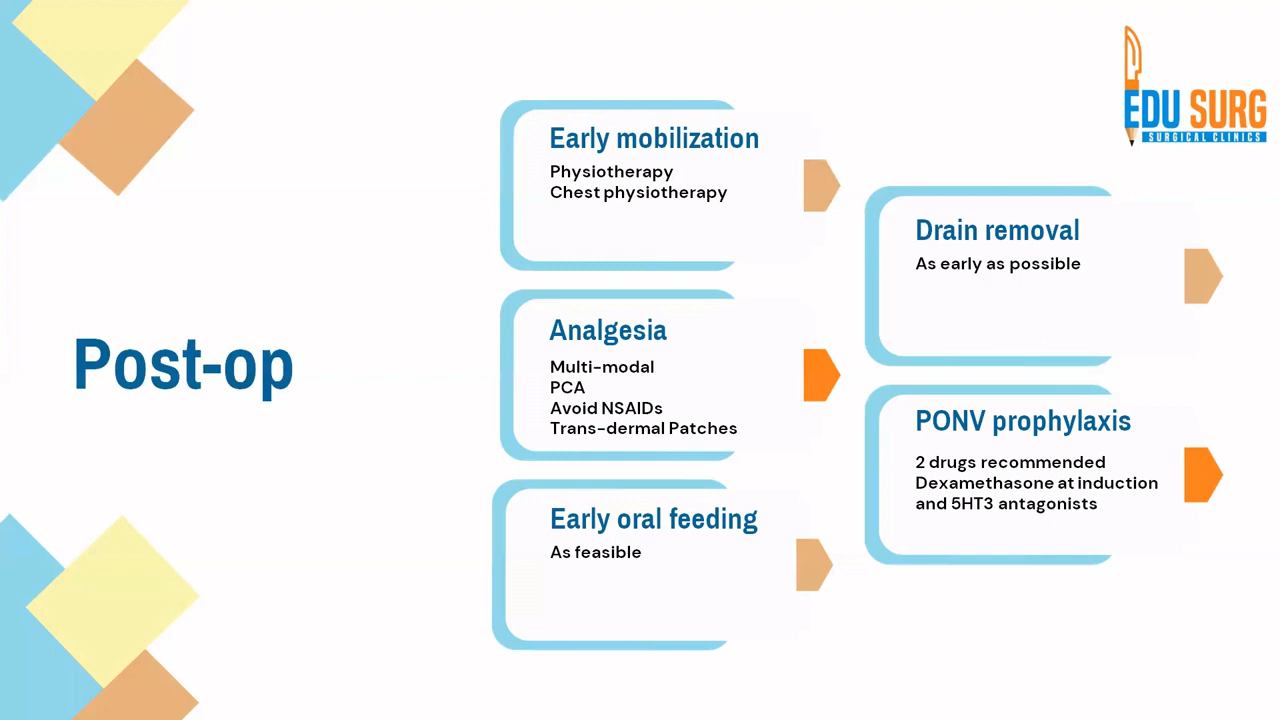 EDU SURG
SURGICAL CLINICS
Post-op
Early mobilization
Physiotherapy
Chest physiotherapy
Analgesia
Multi-modal
PCA
Avoid NSAIDs
Trans-dermal Patches
Early oral feeding
As feasible
Drain removal
As early as possible
PONV prophylaxis
2 drugs recommended
Dexamethasone at induction
and 5HT3 antagonists